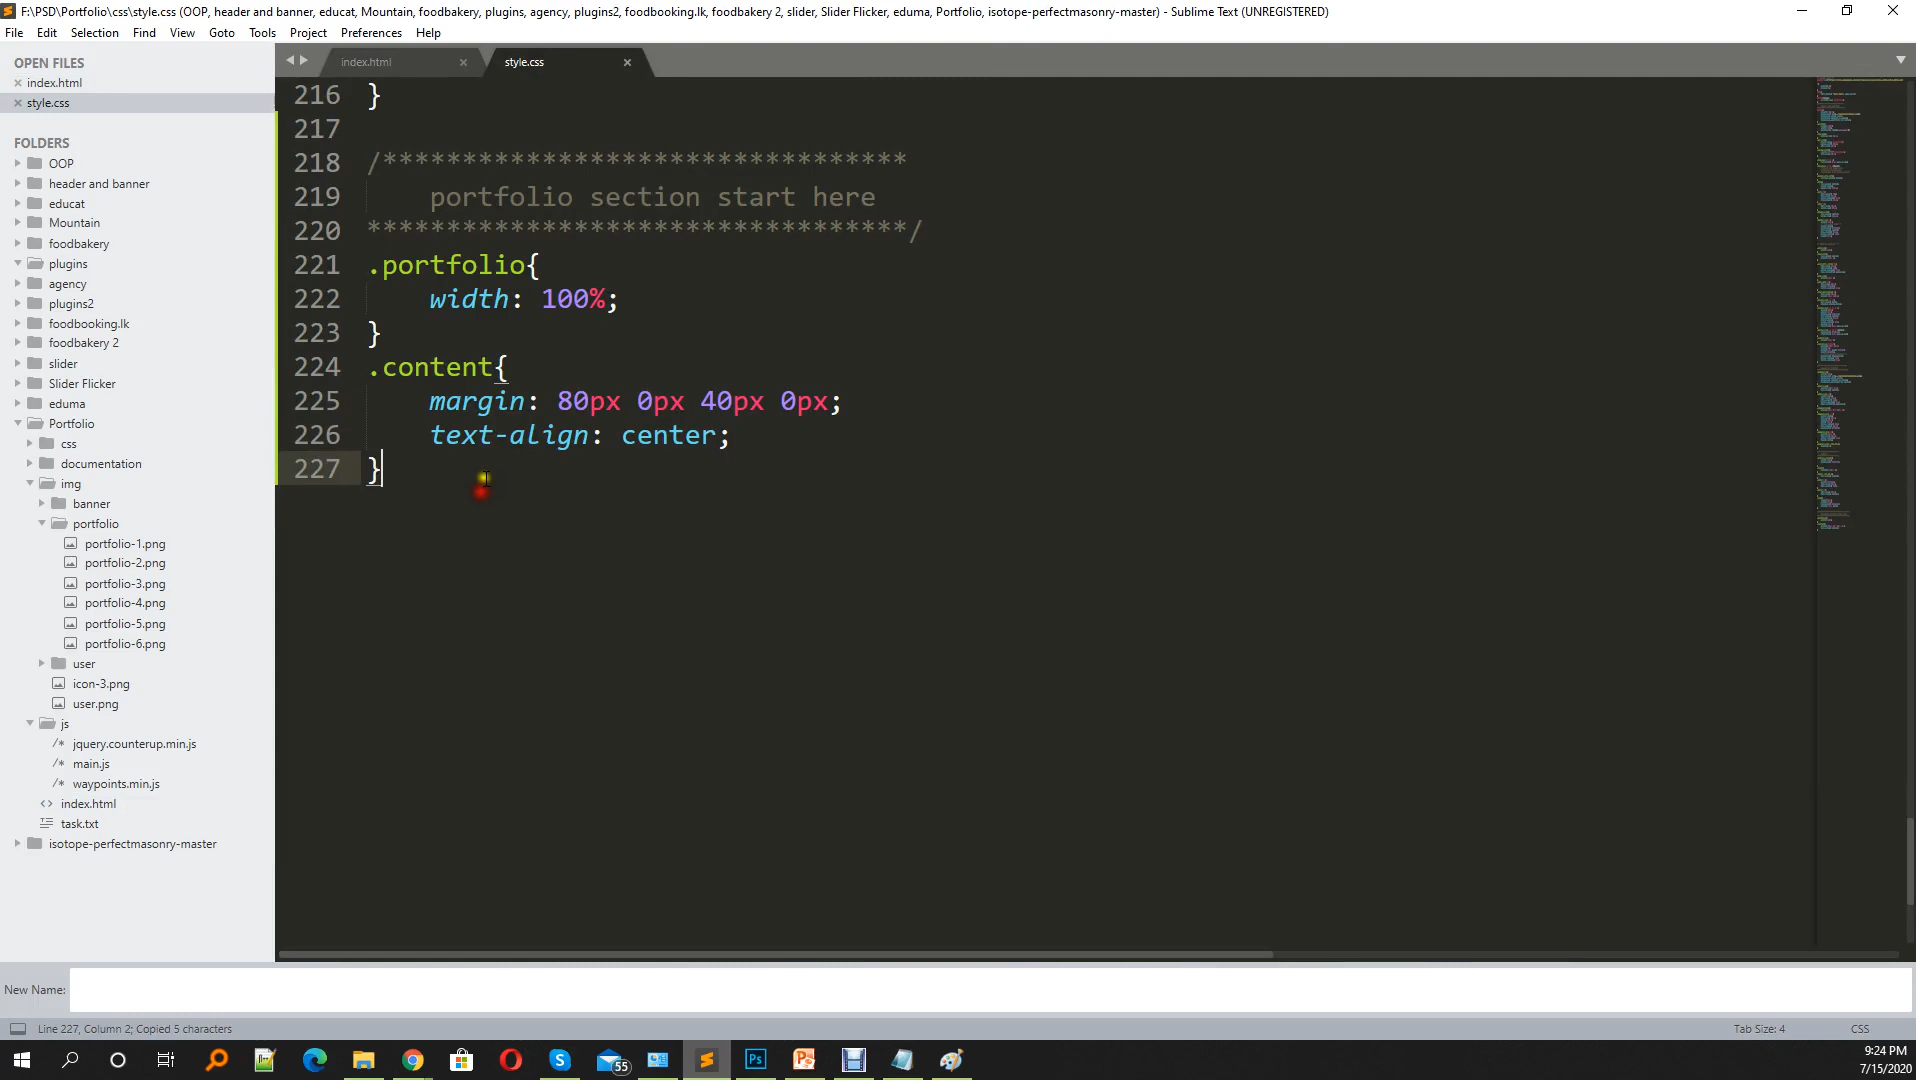 F:\PSD\Portfolio\css\style.css (OOP, header and banner, educat, Mountain, foodbakery, plugins, agency, plugins2, foodbooking.lk, foodbakery 2, slider, Slider Flicker, eduma, Portfolio, isotope-perfectmasonry-master) - Sublime Text (UNREGISTERED)
File Edit Selection Find View Goto Tools Project Preferences Help
OPEN FILES
index.html
style.css
FOLDERS
OOP
header and banner
educat
Mountain
foodbakery
plugins
agency
plugins2
foodbooking.lk
foodbakery 2
slider
Slider Flicker
eduma
Portfolio
css
documentation
img
banner
portfolio
portfolio-1.png
portfolio-2.png
portfolio-3.png
portfolio-4.png
portfolio-5.png
portfolio-6.png
user
icon-3.png
user.png
js
/* jquery.counterup.min.js
/* main.js
/* waypoints.min.js
<> index.html
task.txt
isotope-perfectmasonry-master
index.html
style.css
216 }
217
218 /*********************************
219 portfolio section start here
220 **********************************/
221 .portfolio{
222 width: 100%;
223 }
224 .content{
225 margin: 80px 0px 40px 0px;
226 text-align: center;
227 }
New Name:
Line 227, Column 2; Copied 5 characters
Tab Size: 4
CSS
55
9:24 PM
7/15/2020